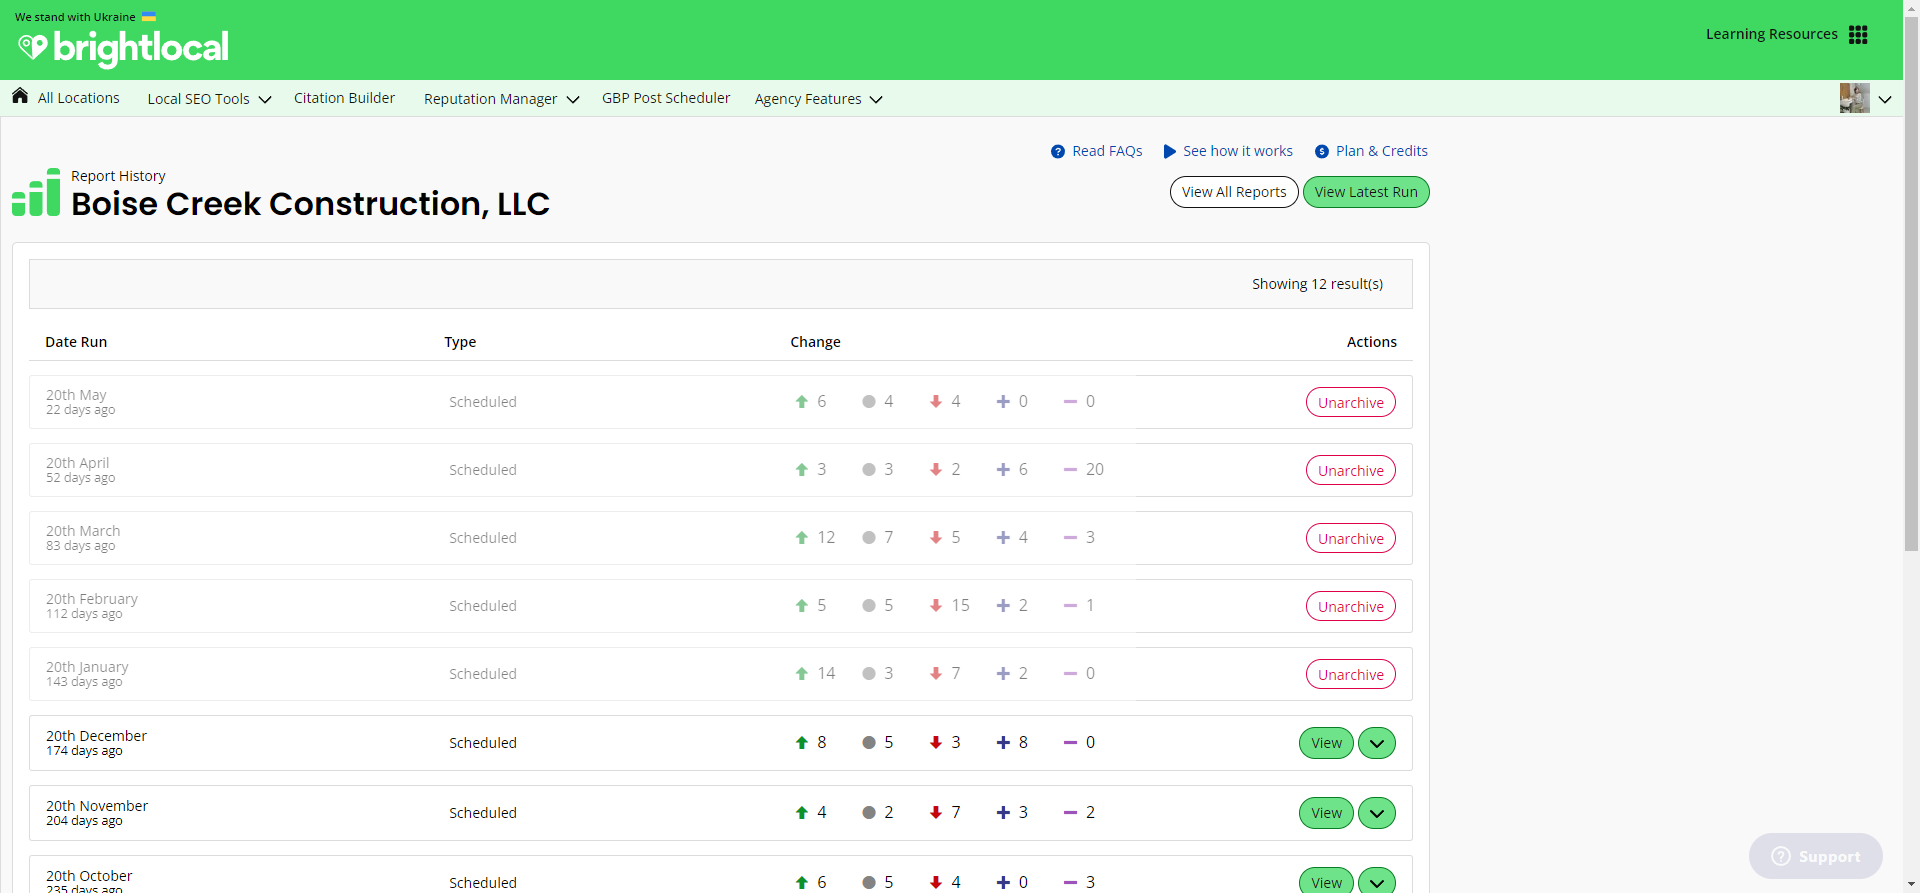 We stand with Ukraine
brightlocal
Learning Resources
All Locations Local SEO Tools Citation Builder Reputation Manager GBP Post Scheduler Agency Features
Read FAQs See how it works Plan & Credits
Report History
Boise Creek Construction, LLC
View All Reports View Latest Run
Showing 12 result(s)
Date Run Type Change Actions
20th May
22 days ago
Scheduled 6 4 4 0 0 Unarchive
20th April
52 days ago
Scheduled 3 3 2 6 20 Unarchive
20th March
83 days ago
Scheduled 12 7 5 4 3 Unarchive
20th February
112 days ago
Scheduled 5 5 15 2 1 Unarchive
20th January
143 days ago
Scheduled 14 3 7 2 0 Unarchive
20th December
174 days ago
Scheduled 8 5 3 8 0 View
20th November
204 days ago
Scheduled 4 2 7 3 2 View
20th October
235 days ago
Scheduled 6 5 4 0 3 View
Support